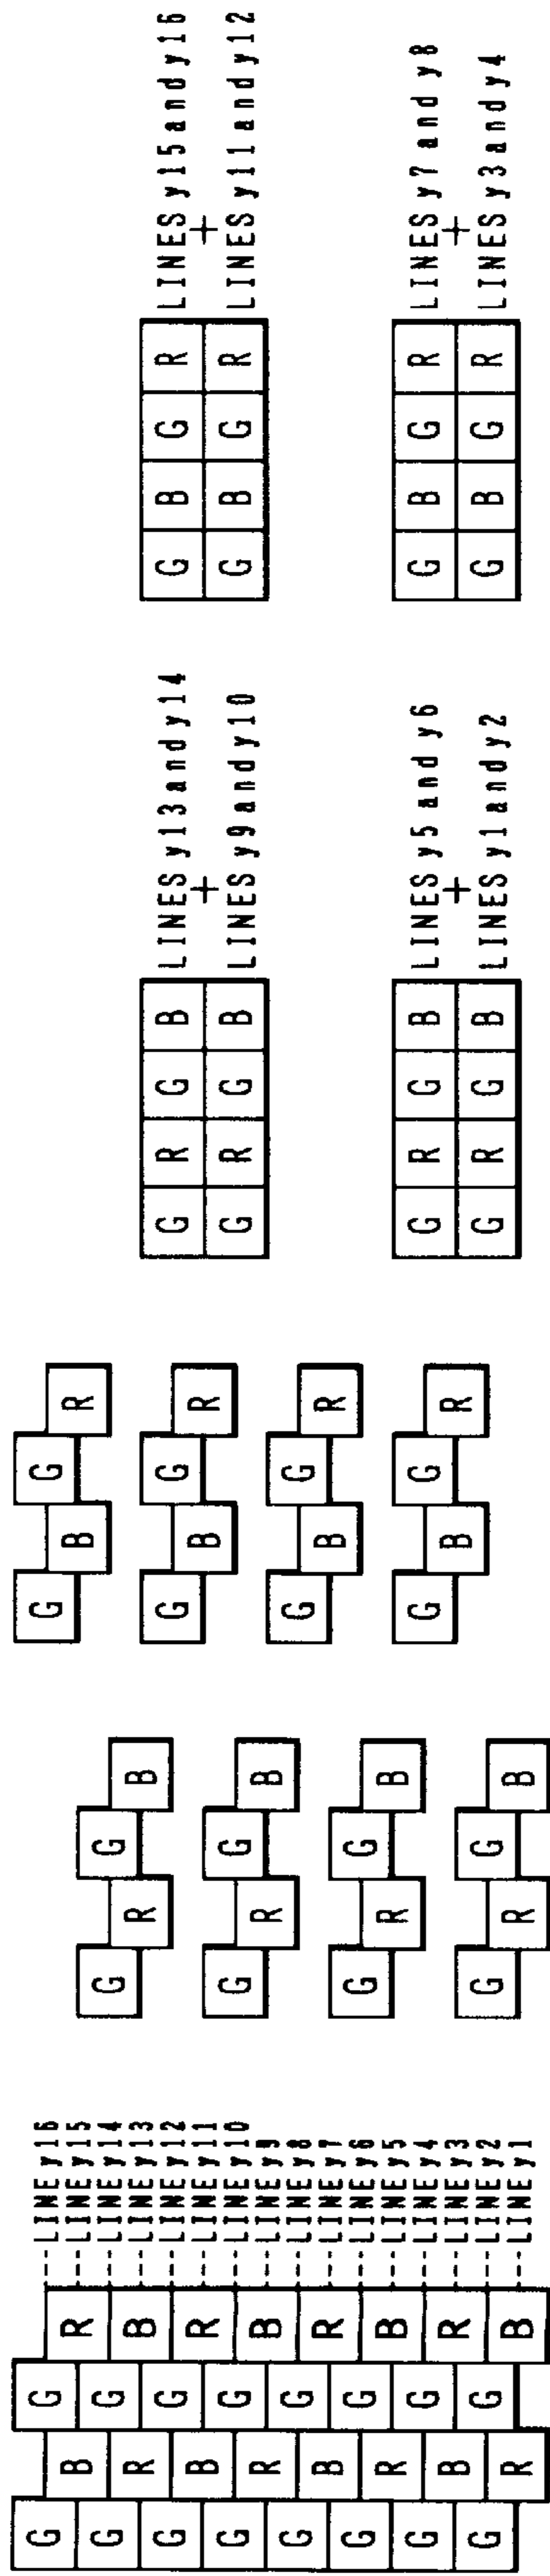 G B G R
G R G B
G B G R
G R G B
G B G R
G R G B
G B G R
G R G B
LINE y16
LINE y15
LINE y14
LINE y13
LINE y12
LINE y11
LINE y10
LINE y9
LINE y8
LINE y7
LINE y6
LINE y5
LINE y4
LINE y3
LINE y2
LINE y1
G R G B
G R G B
G R G B
G R G B
G B G R
G B G R
G B G R
G B G R
G R G B LINES y13 and y14
+
G R G B LINES y9 and y10
G R G B LINES y5 and y6
+
G R G B LINES y1 and y2
G B G R LINES y15 and y16
+
G B G R LINES y11 and y12
G B G R LINES y7 and y8
+
G B G R LINES y3 and y4